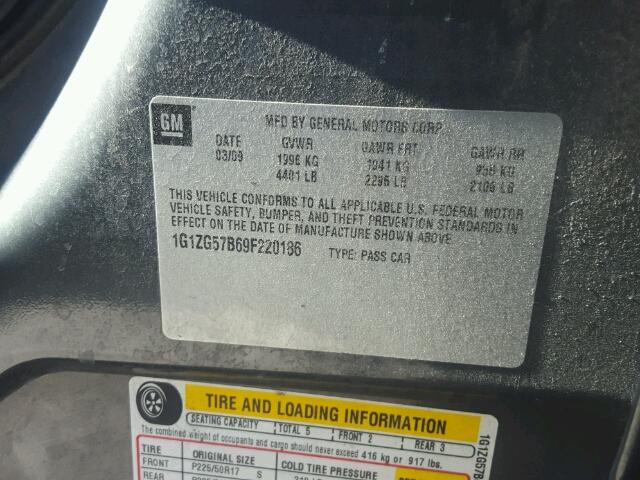 GM
MFD BY GENERAL MOTORS CORP
DATE GVWR GAWR FRT GAWR RR
03/09 1996 KG 1041 KG 955 KG
4401 LB 2295 LB 2106 LB
THIS VEHICLE CONFORMS TO ALL APPLICABLE U.S. FEDERAL MOTOR
VEHICLE SAFETY, BUMPER, AND THEFT PREVENTION STANDARDS IN
EFFECT ON THE DATE OF MANUFACTURE SHOWN ABOVE
1G1ZG57B69F220186 TYPE: PASS CAR
TIRE AND LOADING INFORMATION
SEATING CAPACITY TOTAL 5 FRONT 2 REAR 3
The combined weight of occupants and cargo should never exceed 416 kg or 917 lbs.
TIRE ORIGINAL SIZE COLD TIRE PRESSURE
FRONT P225/50R17 S
REAR
1G1ZG57B